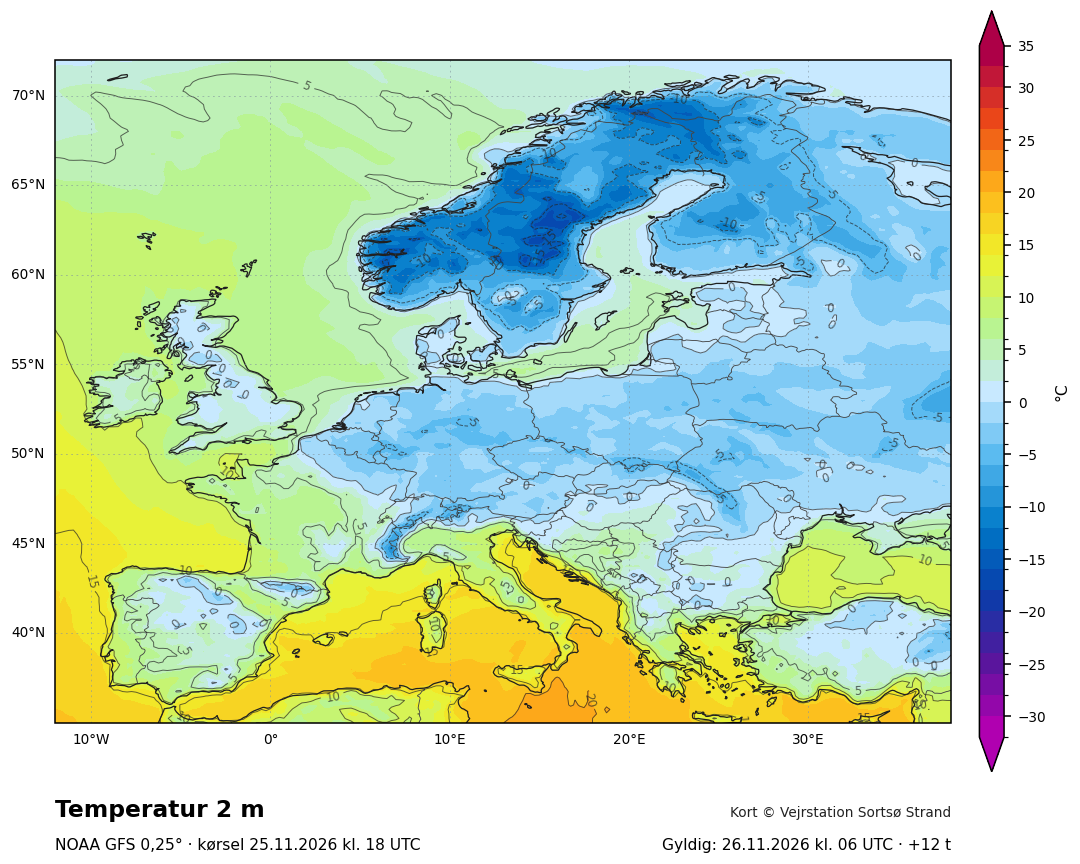 35
30
25
20
15
10
5
0
−5
−10
−15
−20
−25
−30
°C
70°N
65°N
60°N
55°N
50°N
45°N
40°N
10°W
0°
10°E
20°E
30°E
Temperatur 2 m
Kort © Vejrstation Sortsø Strand
NOAA GFS 0,25° · kørsel 25.11.2026 kl. 18 UTC
Gyldig: 26.11.2026 kl. 06 UTC · +12 t